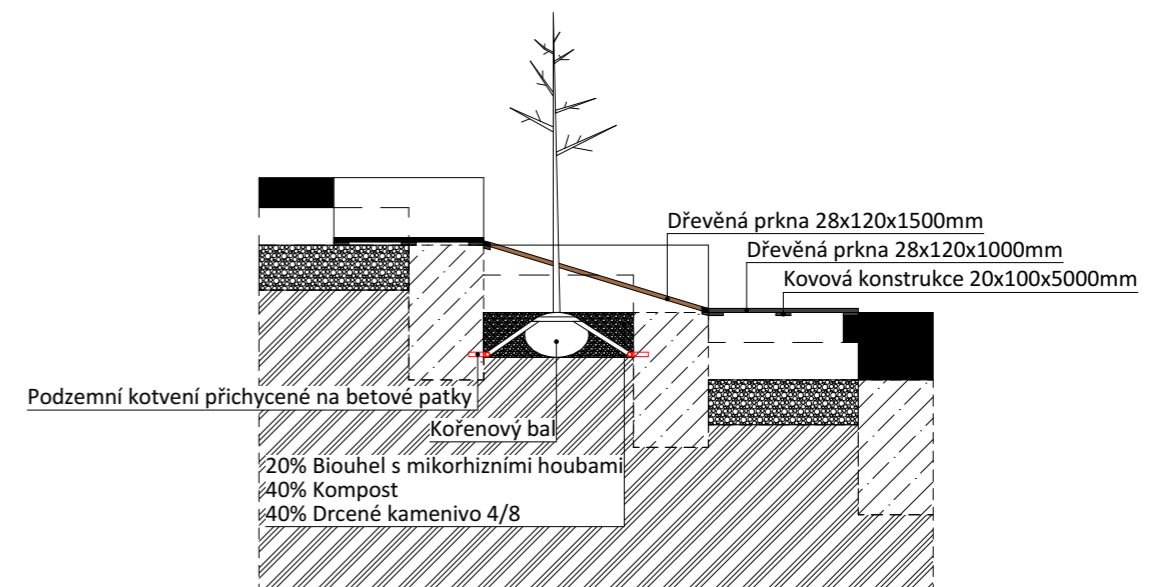 Dřevěná prkna 28x120x1500mm
Dřevěná prkna 28x120x1000mm
Kovová konstrukce 20x100x5000mm
Podzemní kotvení přichycené na betové patky
Kořenový bal
20% Biouhel s mikorhizními houbami
40% Kompost
40% Drcené kamenivo 4/8